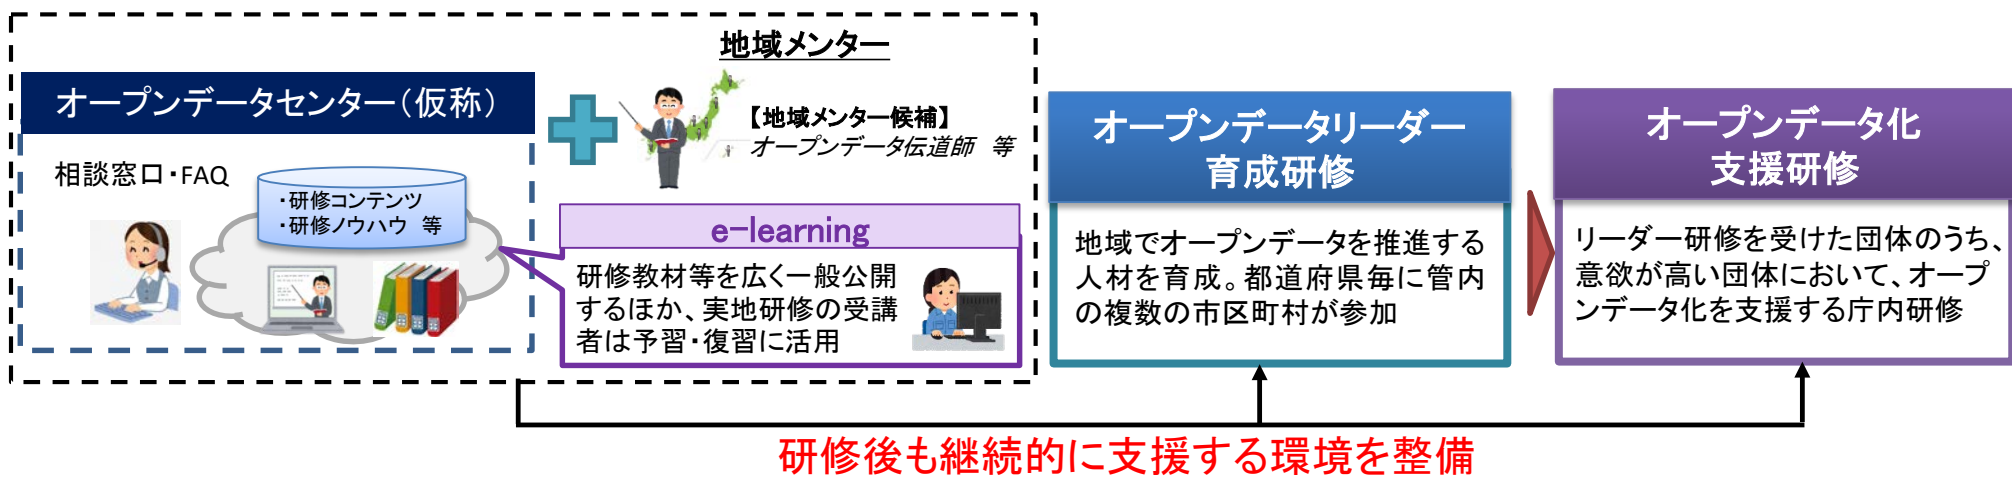 オープンデータセンター（仮称）
相談窓口・FAQ
・研修コンテンツ
・研修ノウハウ　等
地域メンター
【地域メンター候補】
オープンデータ伝道師　等
e-learning
研修教材等を広く一般公開
するほか、実地研修の受講
者は予習・復習に活用
オープンデータリーダー
育成研修
地域でオープンデータを推進する
人材を育成。都道府県毎に管内
の複数の市区町村が参加
オープンデータ化
支援研修
リーダー研修を受けた団体のうち、
意欲が高い団体において、オープ
ンデータ化を支援する庁内研修
研修後も継続的に支援する環境を整備